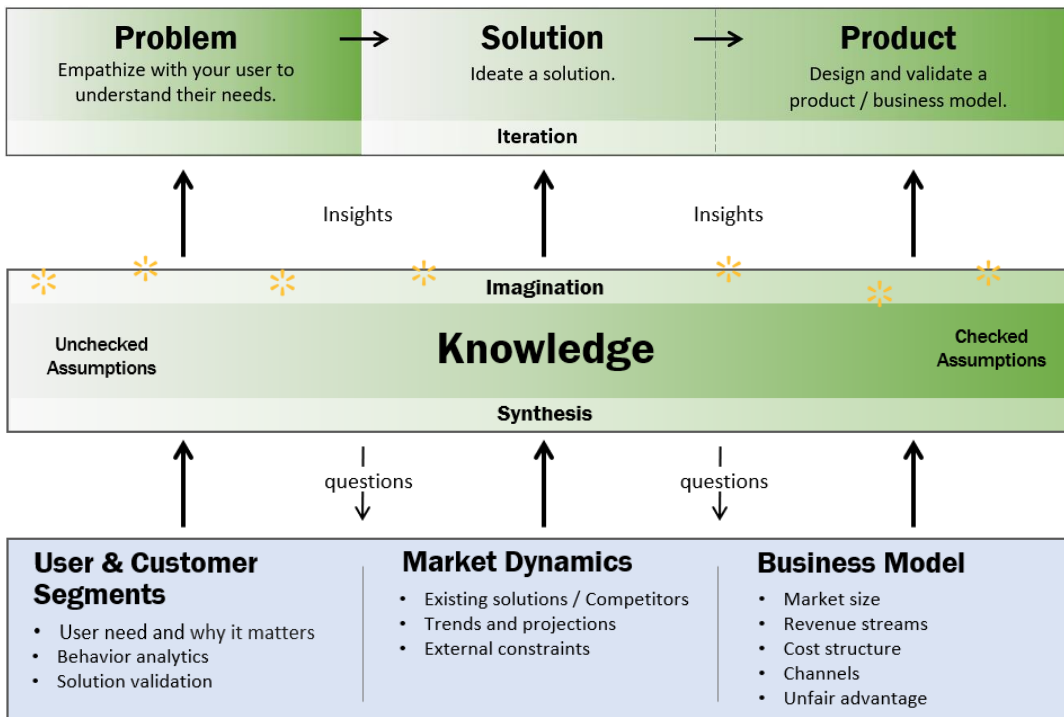 Problem
Empathize with your user to
understand their needs.
Solution
Ideate a solution.
Product
Design and validate a
product / business model.
Iteration
Insights
Insights
Imagination
Unchecked
Assumptions
Knowledge
Checked
Assumptions
Synthesis
questions
questions
User & Customer
Segments
• User need and why it matters
• Behavior analytics
• Solution validation
Market Dynamics
• Existing solutions / Competitors
• Trends and projections
• External constraints
Business Model
• Market size
• Revenue streams
• Cost structure
• Channels
• Unfair advantage